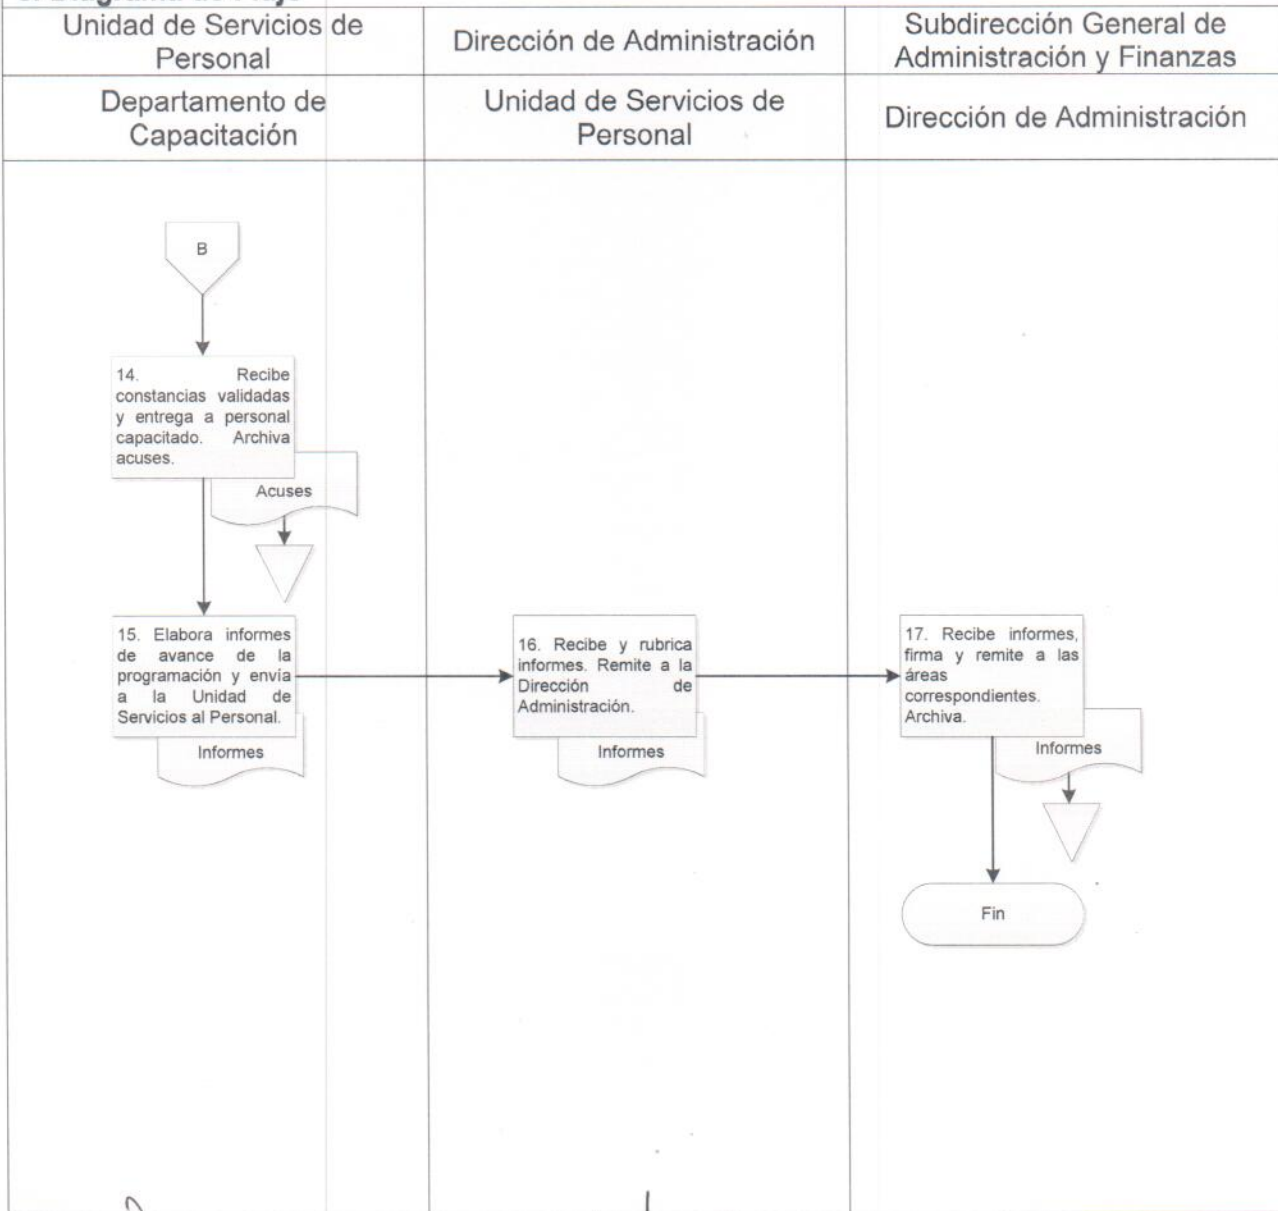 Unidad de Servicios de
Personal
Dirección de Administración
Subdirección General de
Administración y Finanzas
Departamento de
Capacitación
Unidad de Servicios de
Personal
Dirección de Administración
B
14. Recibe
constancias validadas
y entrega a personal
capacitado. Archiva
acuses.
Acuses
15. Elabora informes
de avance de la
programación y envía
a la Unidad de
Servicios al Personal.
Informes
16. Recibe y rubrica
informes. Remite a la
Dirección de
Administración.
Informes
17. Recibe informes,
firma y remite a las
áreas
correspondientes.
Archiva.
Informes
Fin